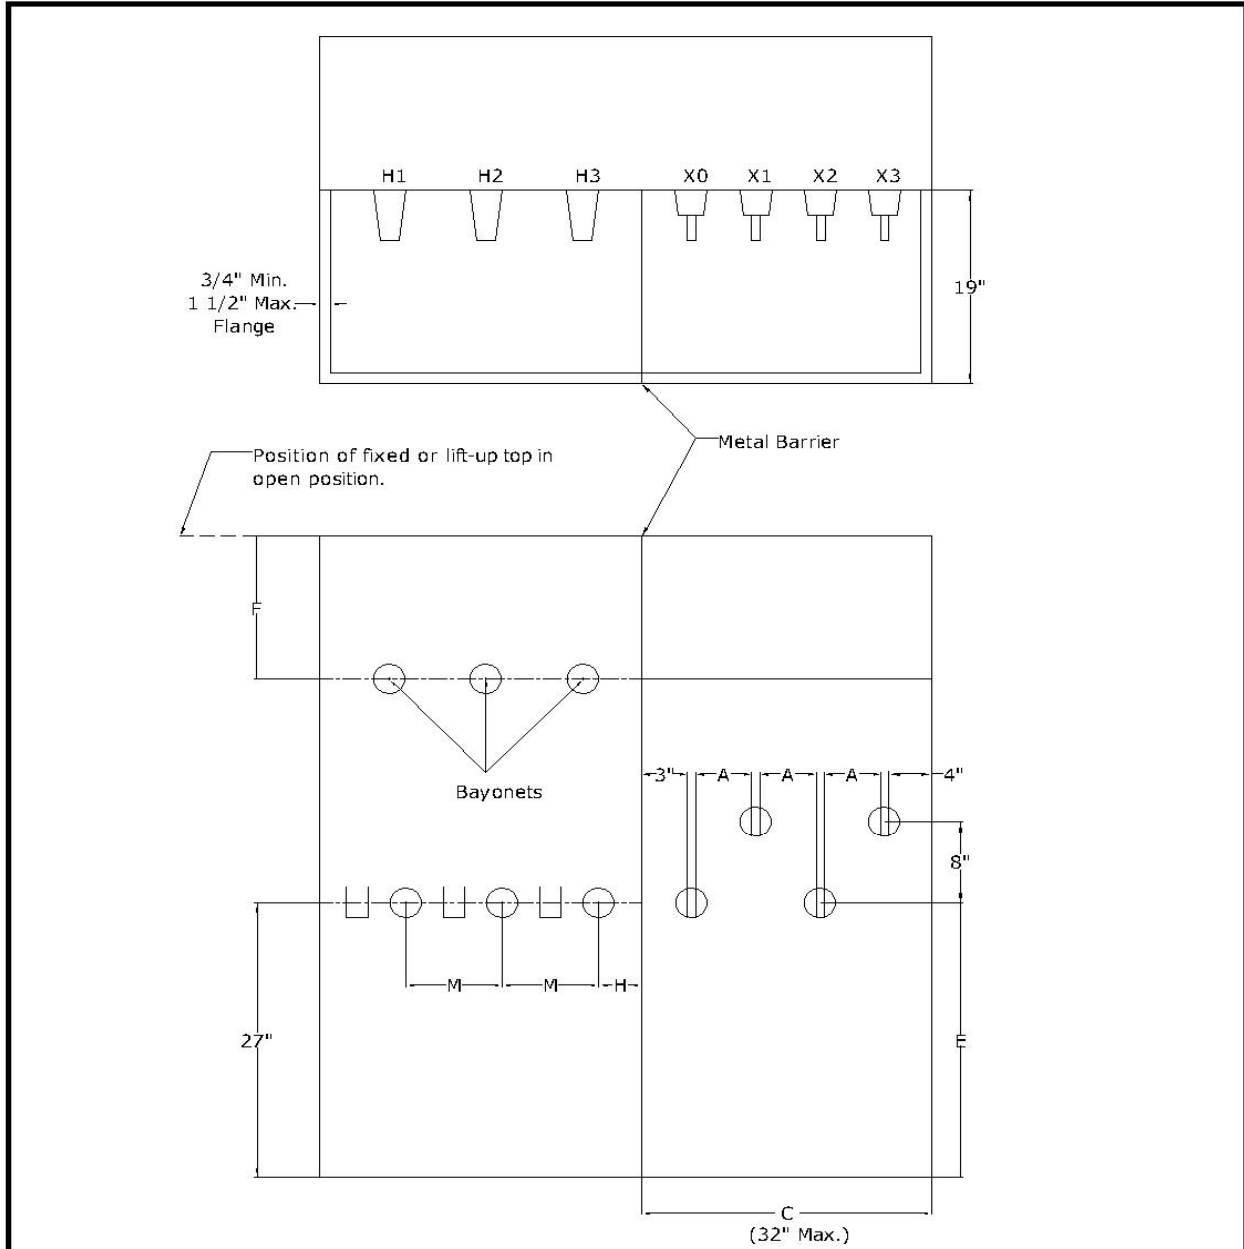 H1 H2 H3 X0 X1 X2 X3
3/4" Min.
1 1/2" Max.
Flange
19"
Metal Barrier
Position of fixed or lift-up top in
open position.
F
Bayonets
3" A A A 4"
8"
M M H
27"
E
C
(32" Max.)